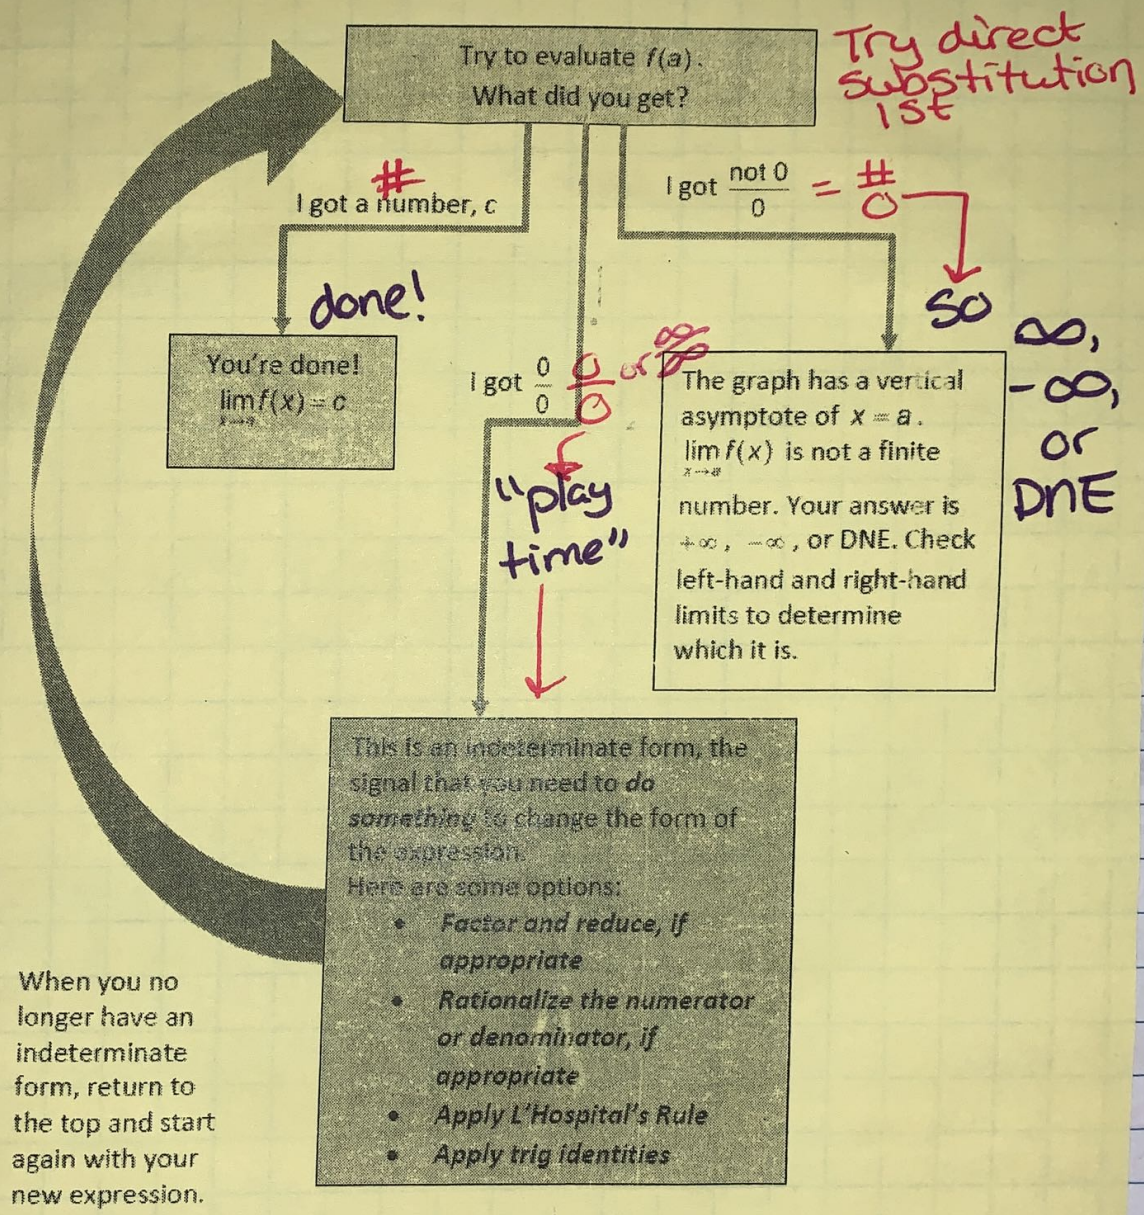 Try to evaluate f(a).
What did you get?
Try direct
substitution
1st
#
I got a number, c
I got not 0/0 = #/0
done!
so
∞,
-∞,
or
DNE
You're done!
lim f(x) = c
x→a
I got 0/0 0/0 or ∞/∞
"play
time"
The graph has a vertical
asymptote of x = a.
lim f(x) is not a finite
x→a
number. Your answer is
+∞, -∞, or DNE. Check
left-hand and right-hand
limits to determine
which it is.
This is an indeterminate form, the
signal that you need to do
something to change the form of
the expression.
Here are some options:
• Factor and reduce, if
appropriate
• Rationalize the numerator
or denominator, if
appropriate
• Apply L'Hospital's Rule
• Apply trig identities
When you no
longer have an
indeterminate
form, return to
the top and start
again with your
new expression.